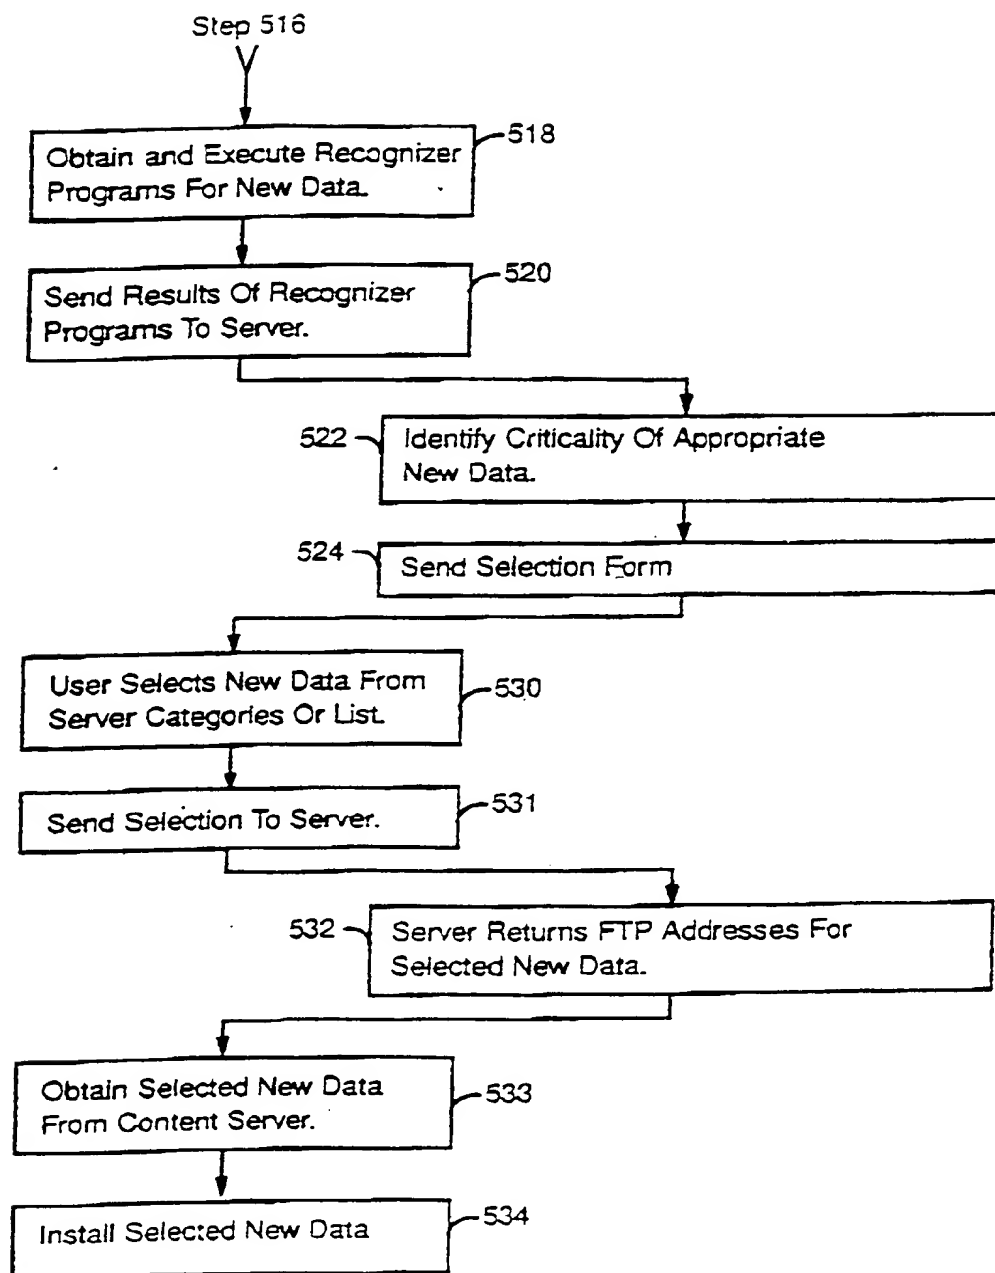 Step 516
Obtain and Execute Recognizer
Programs For New Data.
518
Send Results Of Recognizer
Programs To Server.
520
522
Identify Criticality Of Appropriate
New Data.
524
Send Selection Form
User Selects New Data From
Server Categories Or List.
530
Send Selection To Server.
531
532
Server Returns FTP Addresses For
Selected New Data.
Obtain Selected New Data
From Content Server.
533
Install Selected New Data
534